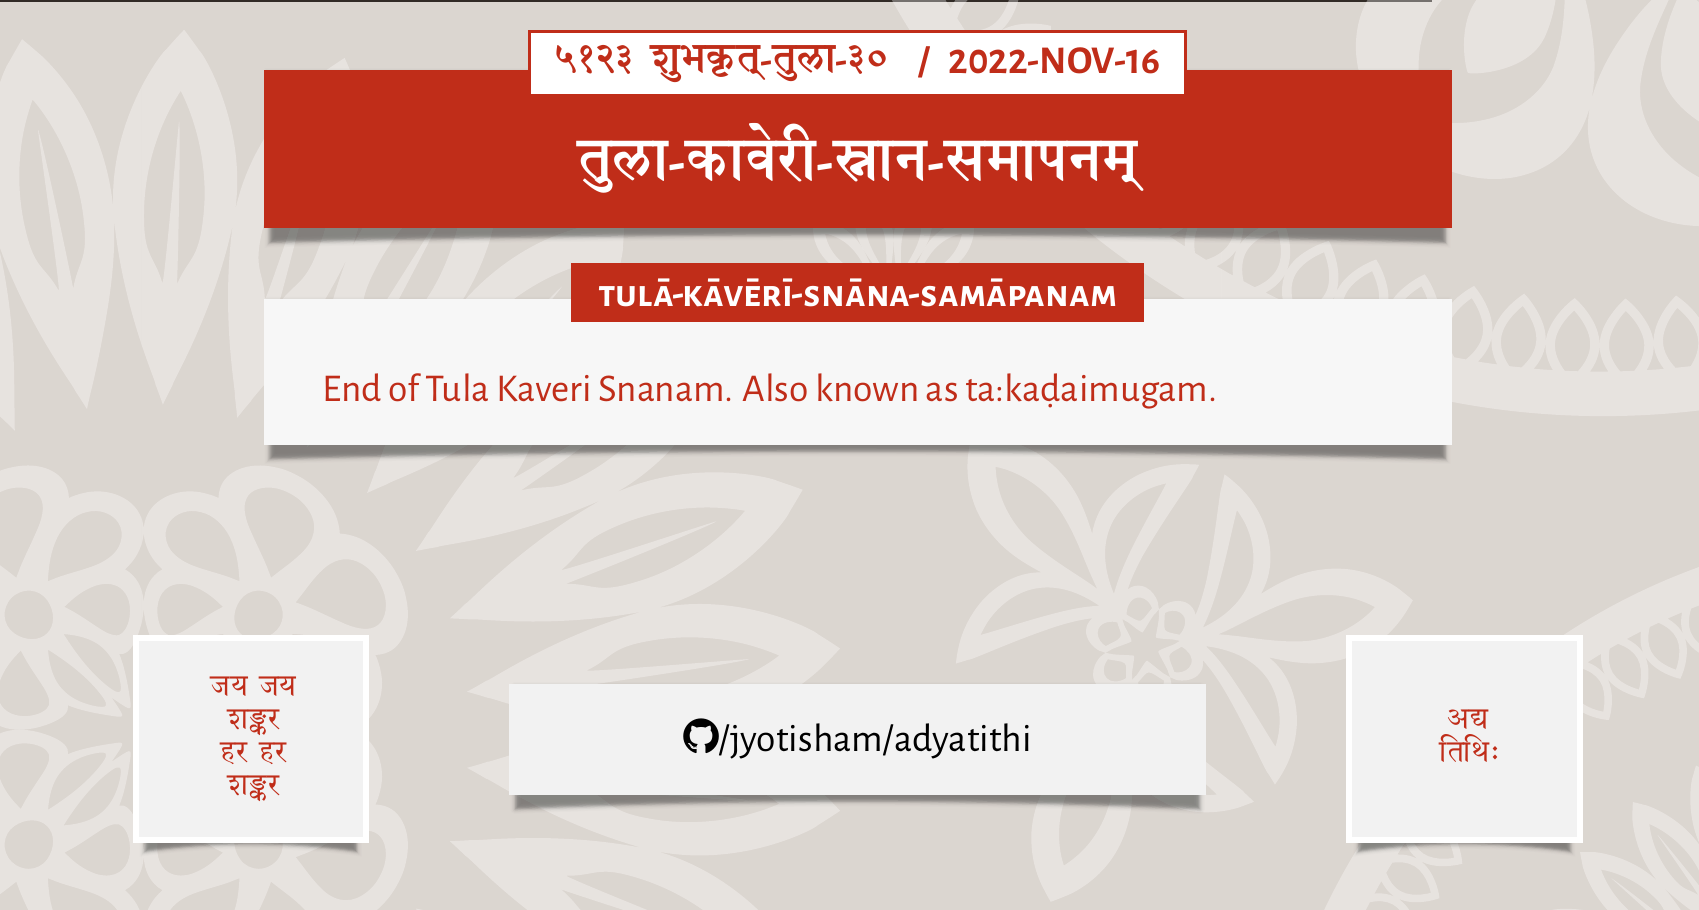 ५१२३ शुभकृत्-तुला-३० / 2022-NOV-16
तुला-कावेरी-स्नान-समापनम्
TULĀ-KĀVĒRĪ-SNĀNA-SAMĀPANAM
End of Tula Kaveri Snanam. Also known as ta:kaḍaimugam.
जय जय
शङ्कर
हर हर
शङ्कर
/jyotisham/adyatithi
अद्य
तिथिः